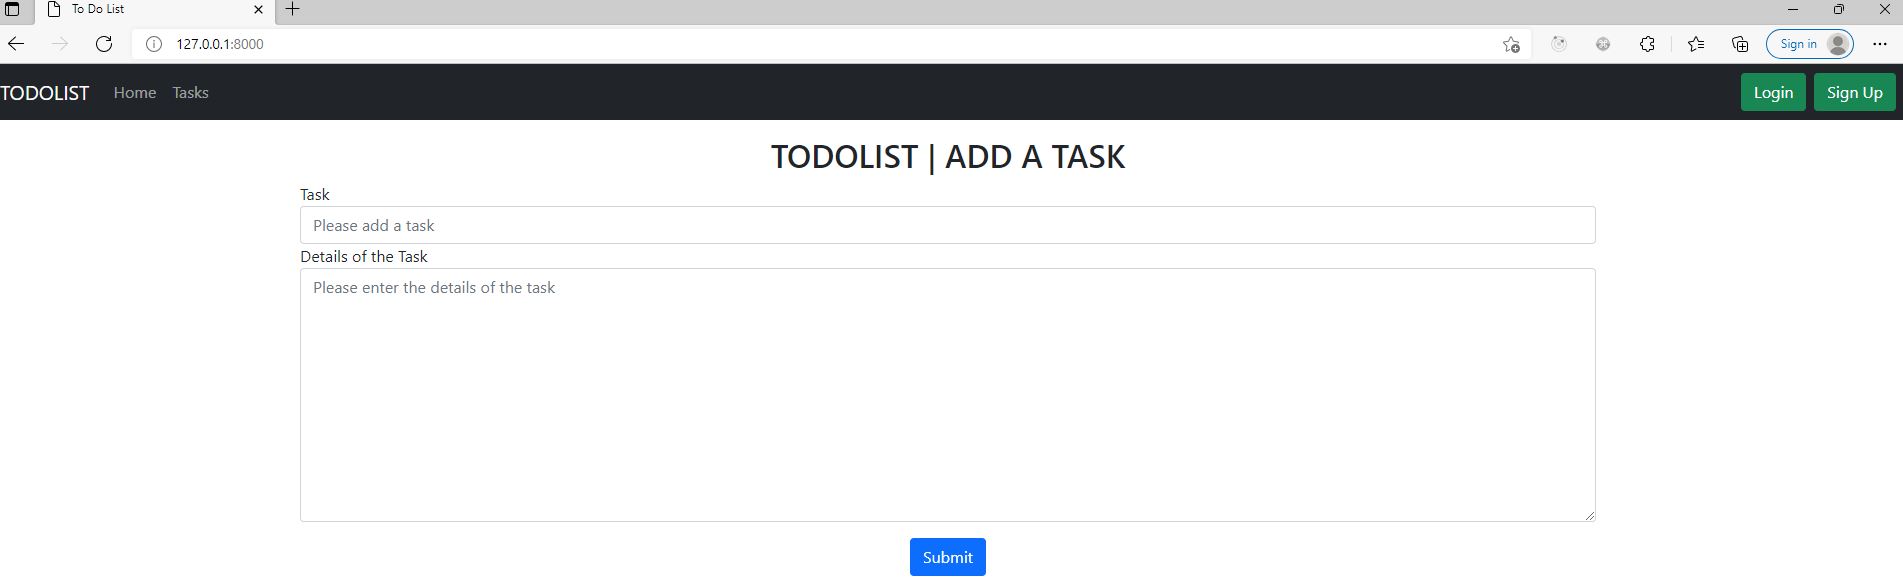 To Do List
127.0.0.1:8000
Sign in
TODOLIST Home Tasks Login Sign Up
TODOLIST | ADD A TASK
Task
Please add a task
Details of the Task
Please enter the details of the task
Submit